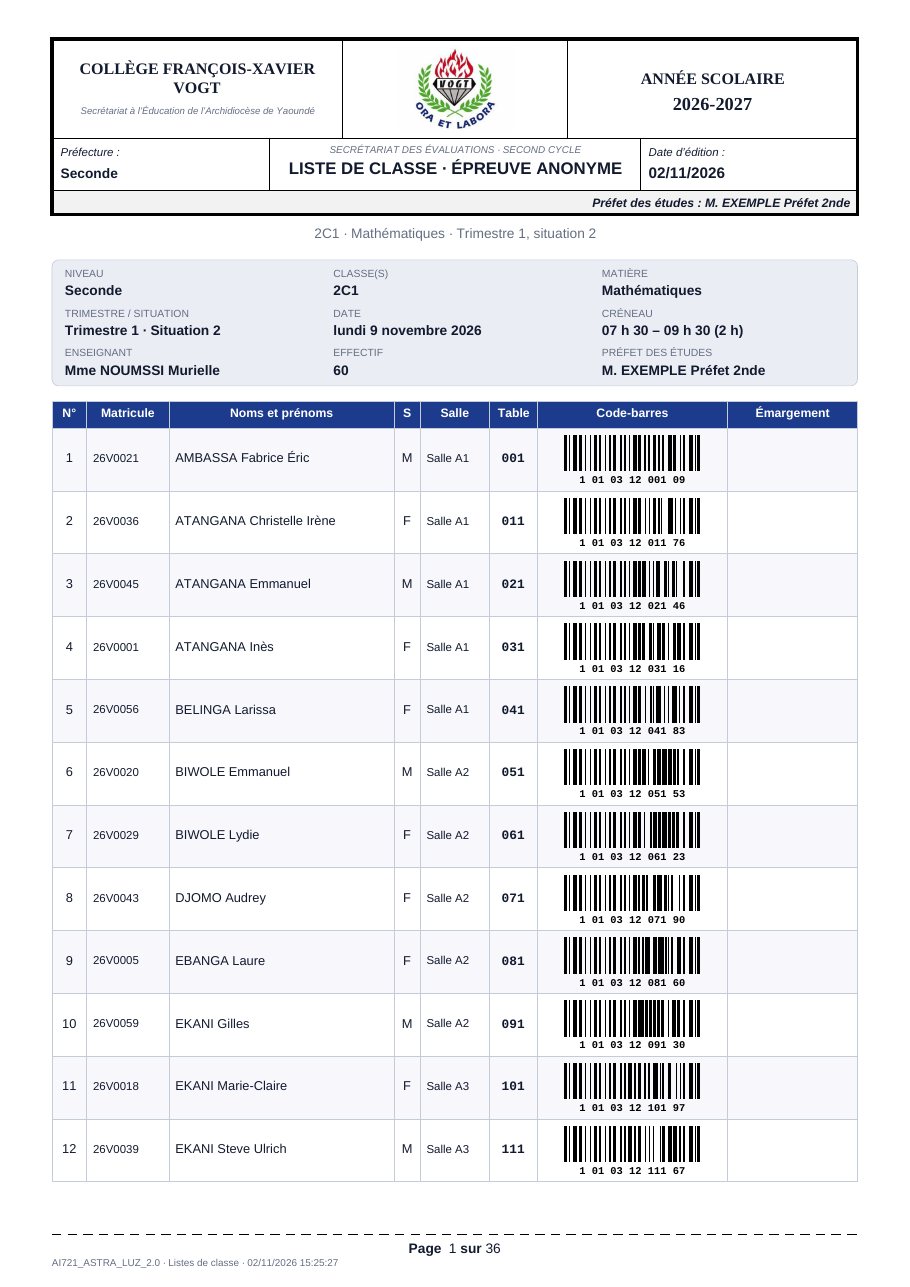 COLLÈGE FRANÇOIS-XAVIER
VOGT
Secrétariat à l'Éducation de l'Archidiocèse de Yaoundé
VOGT
ORA ET LABORA
ANNÉE SCOLAIRE
2026-2027
Préfecture :
Seconde
SECRÉTARIAT DES ÉVALUATIONS · SECOND CYCLE
LISTE DE CLASSE · ÉPREUVE ANONYME
Date d'édition :
02/11/2026
Préfet des études : M. EXEMPLE Préfet 2nde
2C1 · Mathématiques · Trimestre 1, situation 2
NIVEAU CLASSE(S) MATIÈRE
Seconde 2C1 Mathématiques
TRIMESTRE / SITUATION DATE CRÉNEAU
Trimestre 1 · Situation 2 lundi 9 novembre 2026 07 h 30 – 09 h 30 (2 h)
ENSEIGNANT EFFECTIF PRÉFET DES ÉTUDES
Mme NOUMSSI Murielle 60 M. EXEMPLE Préfet 2nde
N° Matricule Noms et prénoms S Salle Table Code-barres Émargement
1 26V0021 AMBASSA Fabrice Éric M Salle A1 001
1 01 03 12 001 09
2 26V0036 ATANGANA Christelle Irène F Salle A1 011
1 01 03 12 011 76
3 26V0045 ATANGANA Emmanuel M Salle A1 021
1 01 03 12 021 46
4 26V0001 ATANGANA Inès F Salle A1 031
1 01 03 12 031 16
5 26V0056 BELINGA Larissa F Salle A1 041
1 01 03 12 041 83
6 26V0020 BIWOLE Emmanuel M Salle A2 051
1 01 03 12 051 53
7 26V0029 BIWOLE Lydie F Salle A2 061
1 01 03 12 061 23
8 26V0043 DJOMO Audrey F Salle A2 071
1 01 03 12 071 90
9 26V0005 EBANGA Laure F Salle A2 081
1 01 03 12 081 60
10 26V0059 EKANI Gilles M Salle A2 091
1 01 03 12 091 30
11 26V0018 EKANI Marie-Claire F Salle A3 101
1 01 03 12 101 97
12 26V0039 EKANI Steve Ulrich M Salle A3 111
1 01 03 12 111 67
Page 1 sur 36
AI721_ASTRA_LUZ_2.0 · Listes de classe · 02/11/2026 15:25:27